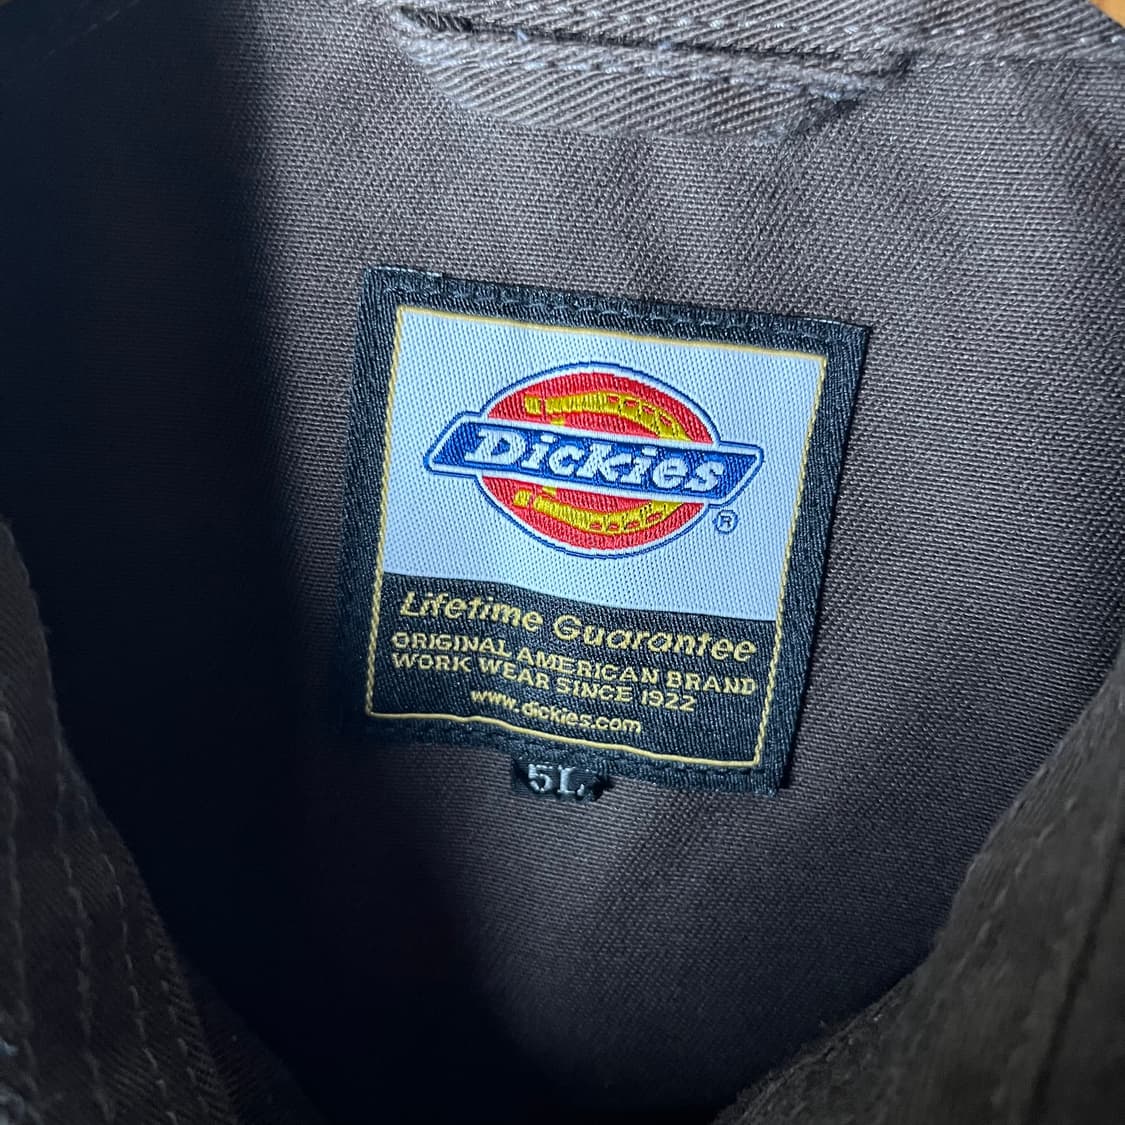 Dickies
®
Lifetime Guarantee
ORIGINAL AMERICAN BRAND
WORK WEAR SINCE 1922
www.dickies.com
5L